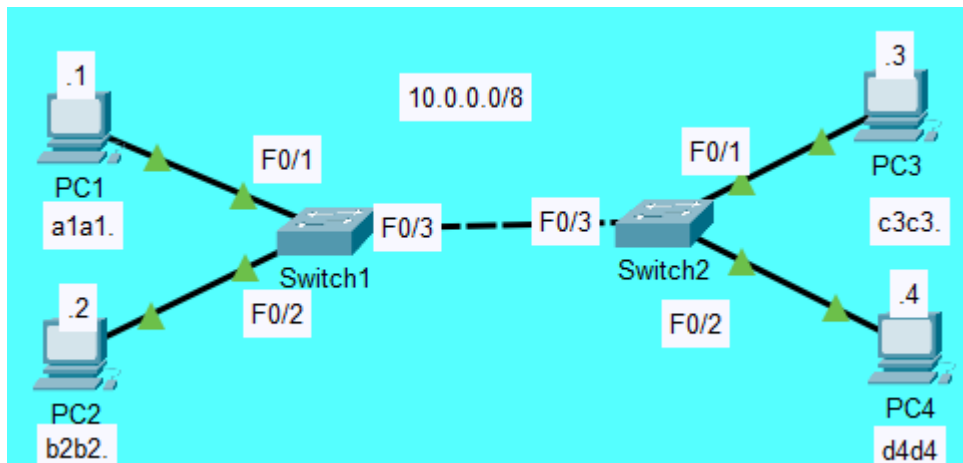 .1
PC1
a1a1.
F0/1
10.0.0.0/8
.3
PC3
c3c3.
F0/1
F0/3
F0/3
Switch1
Switch2
F0/2
F0/2
.2
PC2
b2b2.
.4
PC4
d4d4